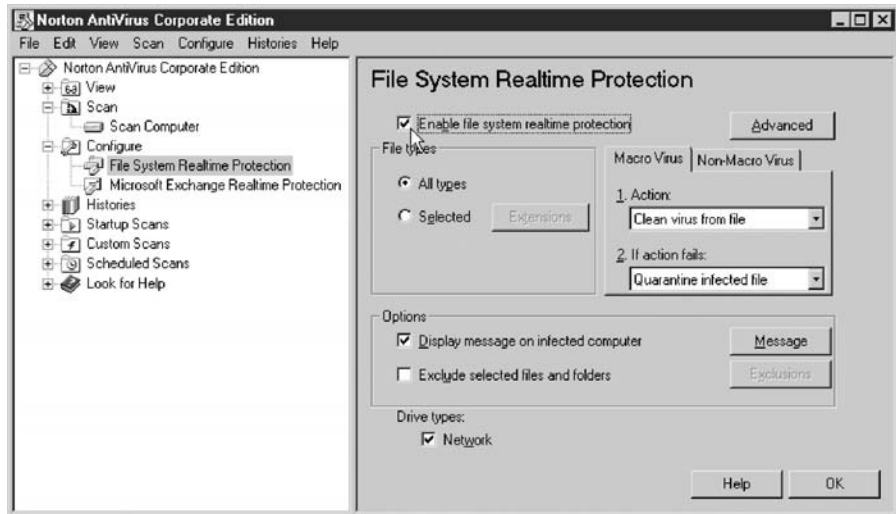 Norton AntiVirus Corporate Edition
File Edit View Scan Configure Histories Help
Norton AntiVirus Corporate Edition
View
Scan
Scan Computer
Configure
File System Realtime Protection
Microsoft Exchange Realtime Protection
Histories
Startup Scans
Custom Scans
Scheduled Scans
Look for Help
File System Realtime Protection
Enable file system realtime protection
Advanced
File types
All types
Selected
Extensions
Macro Virus
Non-Macro Virus
1. Action:
Clean virus from file
2. If action fails:
Quarantine infected file
Options
Display message on infected computer
Message
Exclude selected files and folders
Exclusions
Drive types:
Network
Help
OK